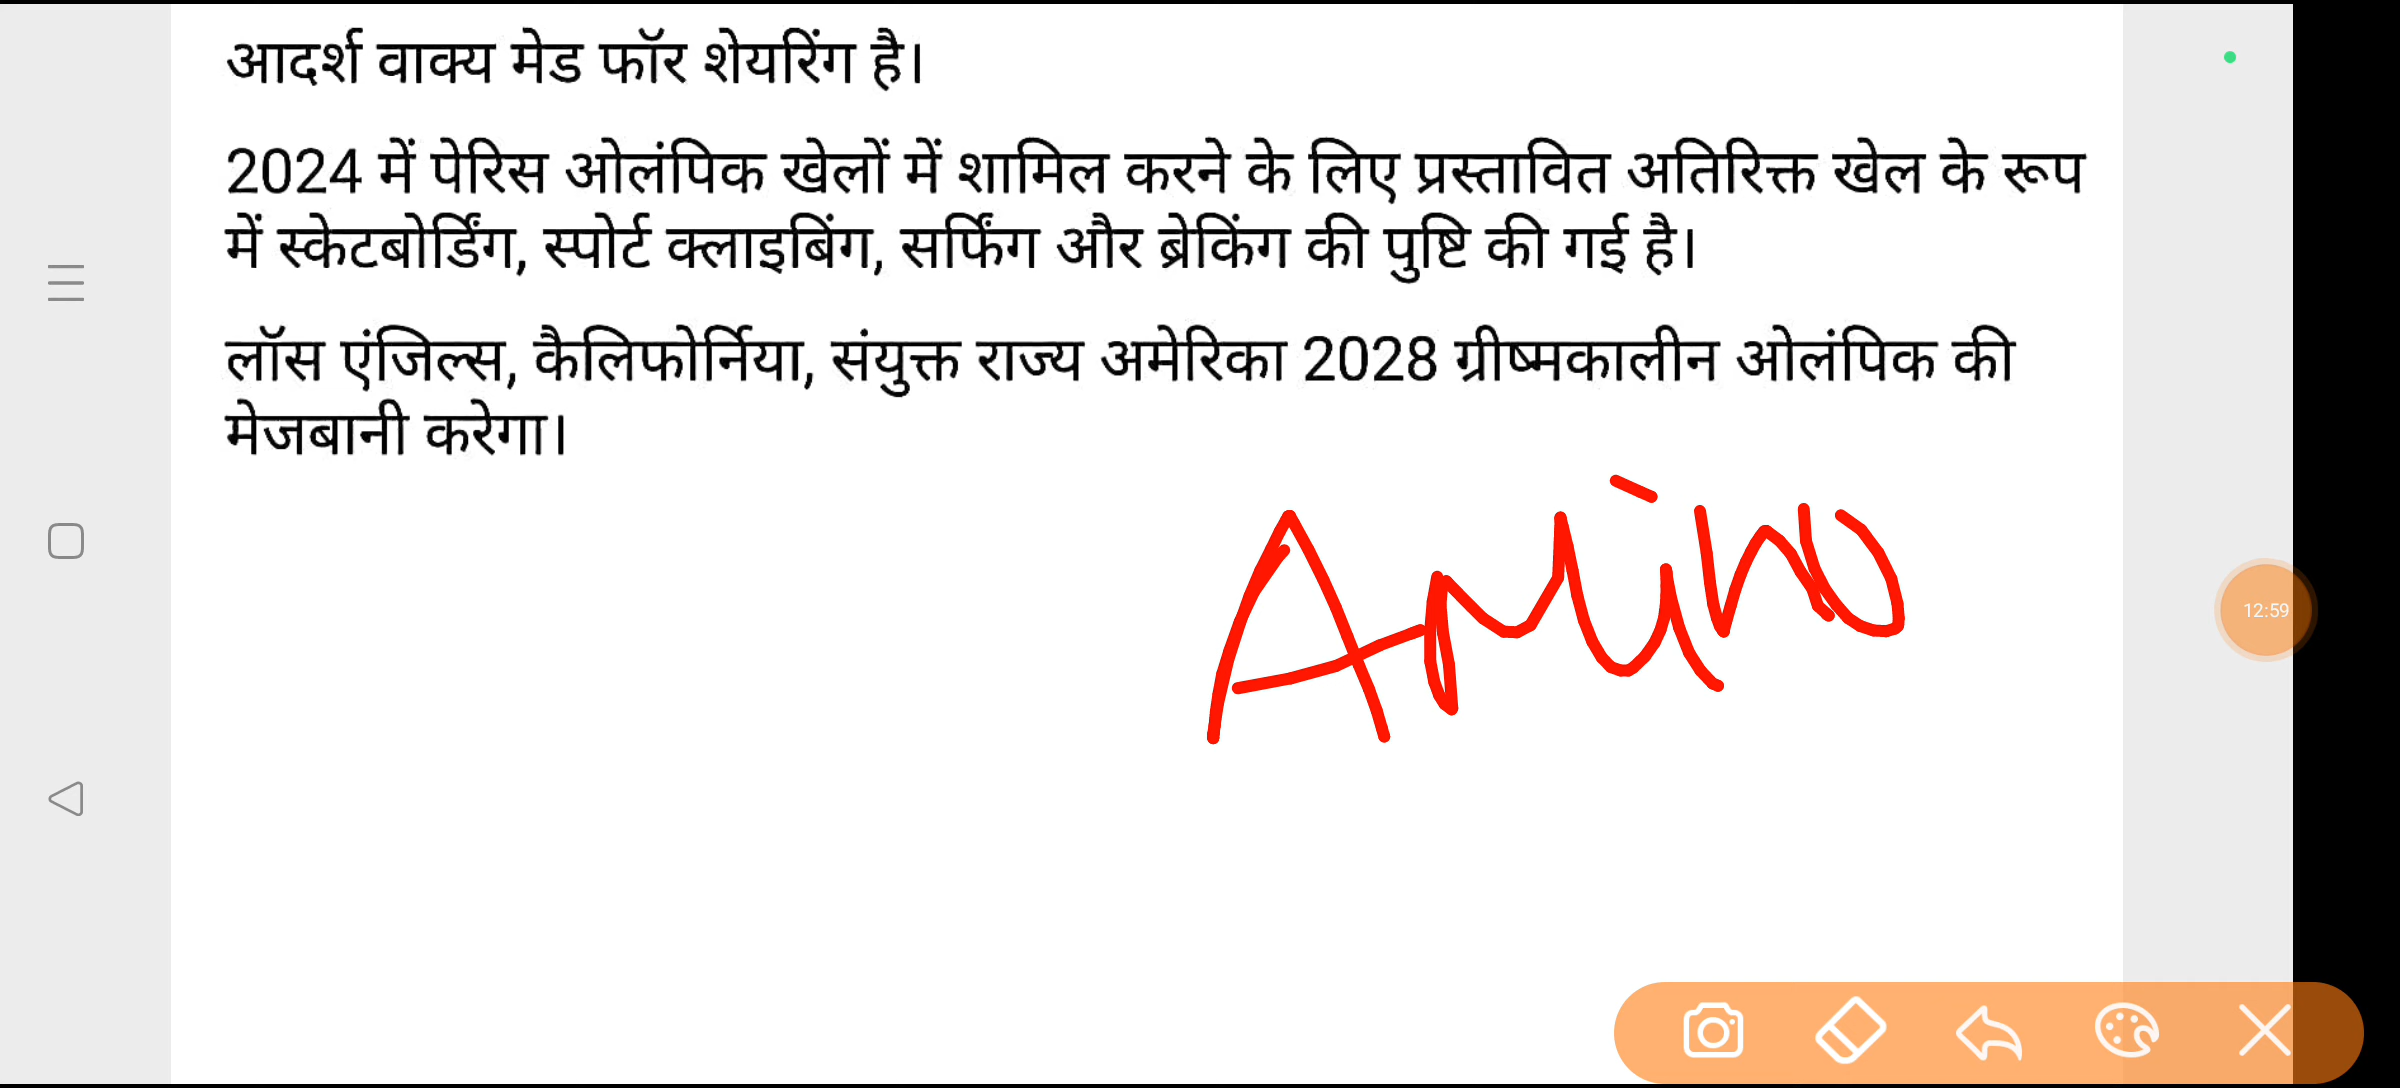 आदर्श वाक्य मेड फॉर शेयरिंग है।
2024 में पेरिस ओलंपिक खेलों में शामिल करने के लिए प्रस्तावित अतिरिक्त खेल के रूप
में स्केटबोर्डिंग, स्पोर्ट क्लाइबिंग, सर्फिंग और ब्रेकिंग की पुष्टि की गई है।
लॉस एंजिल्स, कैलिफोर्निया, संयुक्त राज्य अमेरिका 2028 ग्रीष्मकालीन ओलंपिक की
मेजबानी करेगा।
Amino
12:59